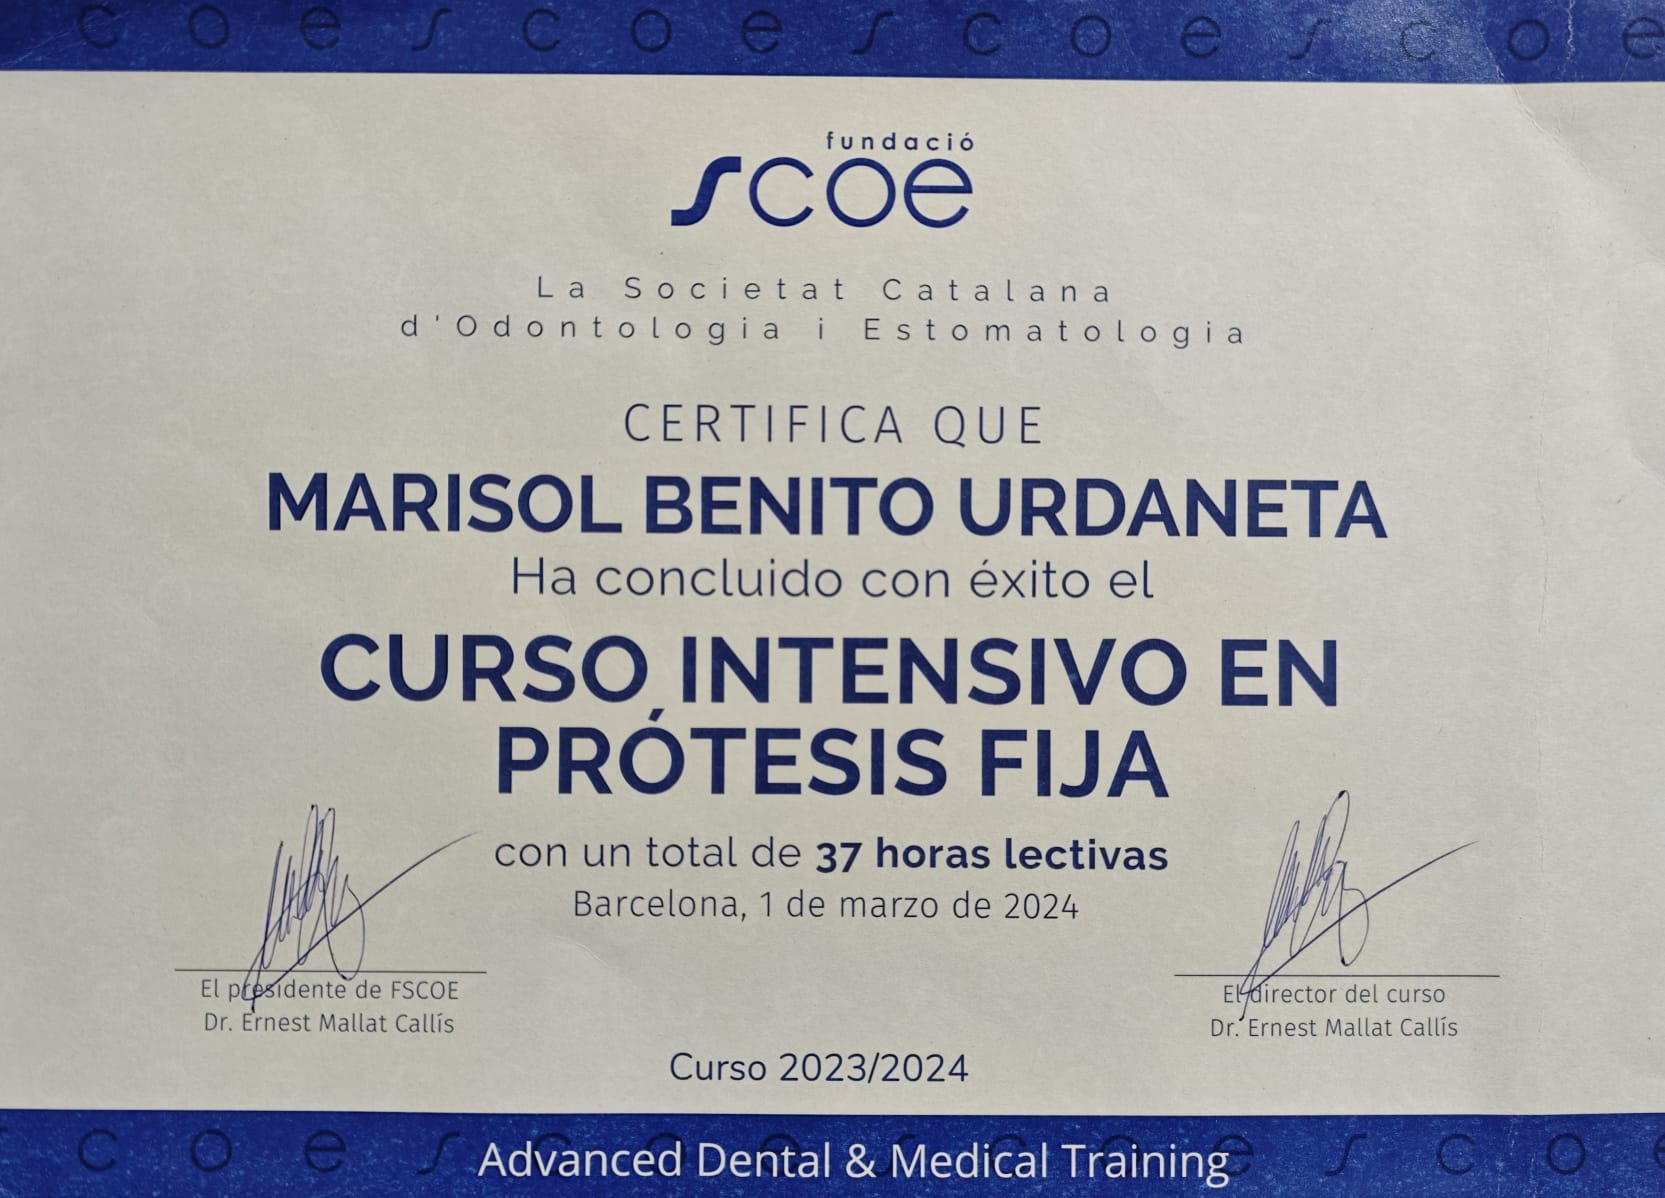 coescoescoescoe
fundació
scoe
La Societat Catalana
d'Odontologia i Estomatologia
CERTIFICA QUE
MARISOL BENITO URDANETA
Ha concluido con éxito el
CURSO INTENSIVO EN
PRÓTESIS FIJA
con un total de 37 horas lectivas
Barcelona, 1 de marzo de 2024
El presidente de FSCOE
Dr. Ernest Mallat Callís
El director del curso
Dr. Ernest Mallat Callís
Curso 2023/2024
Advanced Dental & Medical Training